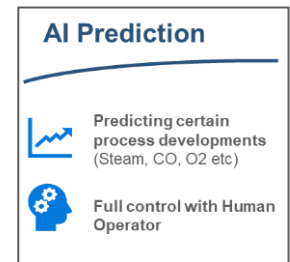 AI Prediction
Predicting certain
process developments
(Steam, CO, O2 etc)
Full control with Human
Operator